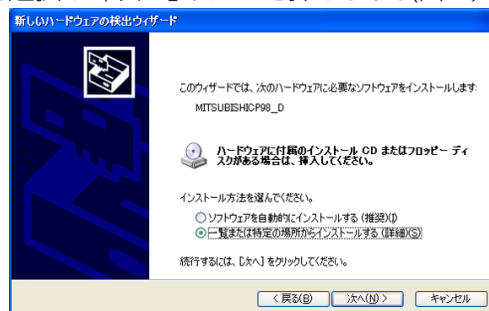 新しいハードウェアの検出ウィザード
このウィザードでは、次のハードウェアに必要なソフトウェアをインストールします:
MITSUBISHICP98_D
ハードウェアに付属のインストール CD またはフロッピー ディ
スクがある場合は、挿入してください。
インストール方法を選んでください。
ソフトウェアを自動的にインストールする (推奨)(I)
一覧または特定の場所からインストールする (詳細)(S)
続行するには、[次へ] をクリックしてください。
< 戻る(B) 次へ(N) > キャンセル